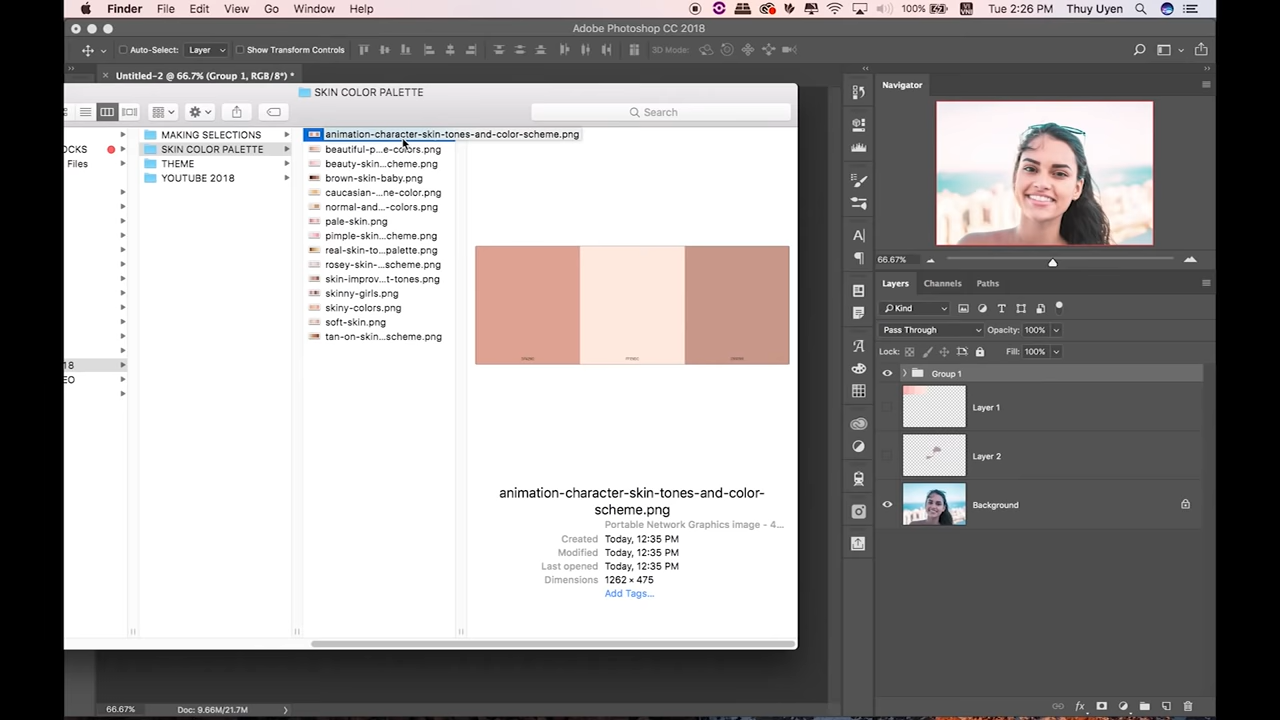 Finder File Edit View Go Window Help
100% Tue 2:26 PM Thuy Uyen
Adobe Photoshop CC 2018
Auto-Select: Layer Show Transform Controls 3D Mode:
Untitled-2 @ 66.7% (Group 1, RGB/8*) *
SKIN COLOR PALETTE
Search
OCKS
Files
18
EO
MAKING SELECTIONS
SKIN COLOR PALETTE
THEME
YOUTUBE 2018
animation-character-skin-tones-and-color-scheme.png
beautiful-p...e-colors.png
beauty-skin...cheme.png
brown-skin-baby.png
caucasian-...ne-color.png
normal-and...-colors.png
pale-skin.png
pimple-skin...cheme.png
real-skin-to...palette.png
rosey-skin-...scheme.png
skin-improv...t-tones.png
skinny-girls.png
skiny-colors.png
soft-skin.png
tan-on-skin...scheme.png
animation-character-skin-tones-and-color-
scheme.png
Portable Network Graphics image - 4...
Created Today, 12:35 PM
Modified Today, 12:35 PM
Last opened Today, 12:35 PM
Dimensions 1262 × 475
Add Tags...
Navigator
66.67%
Layers Channels Paths
Kind
Pass Through Opacity: 100%
Lock: Fill: 100%
Group 1
Layer 1
Layer 2
Background
66.67% Doc: 9.66M/21.7M